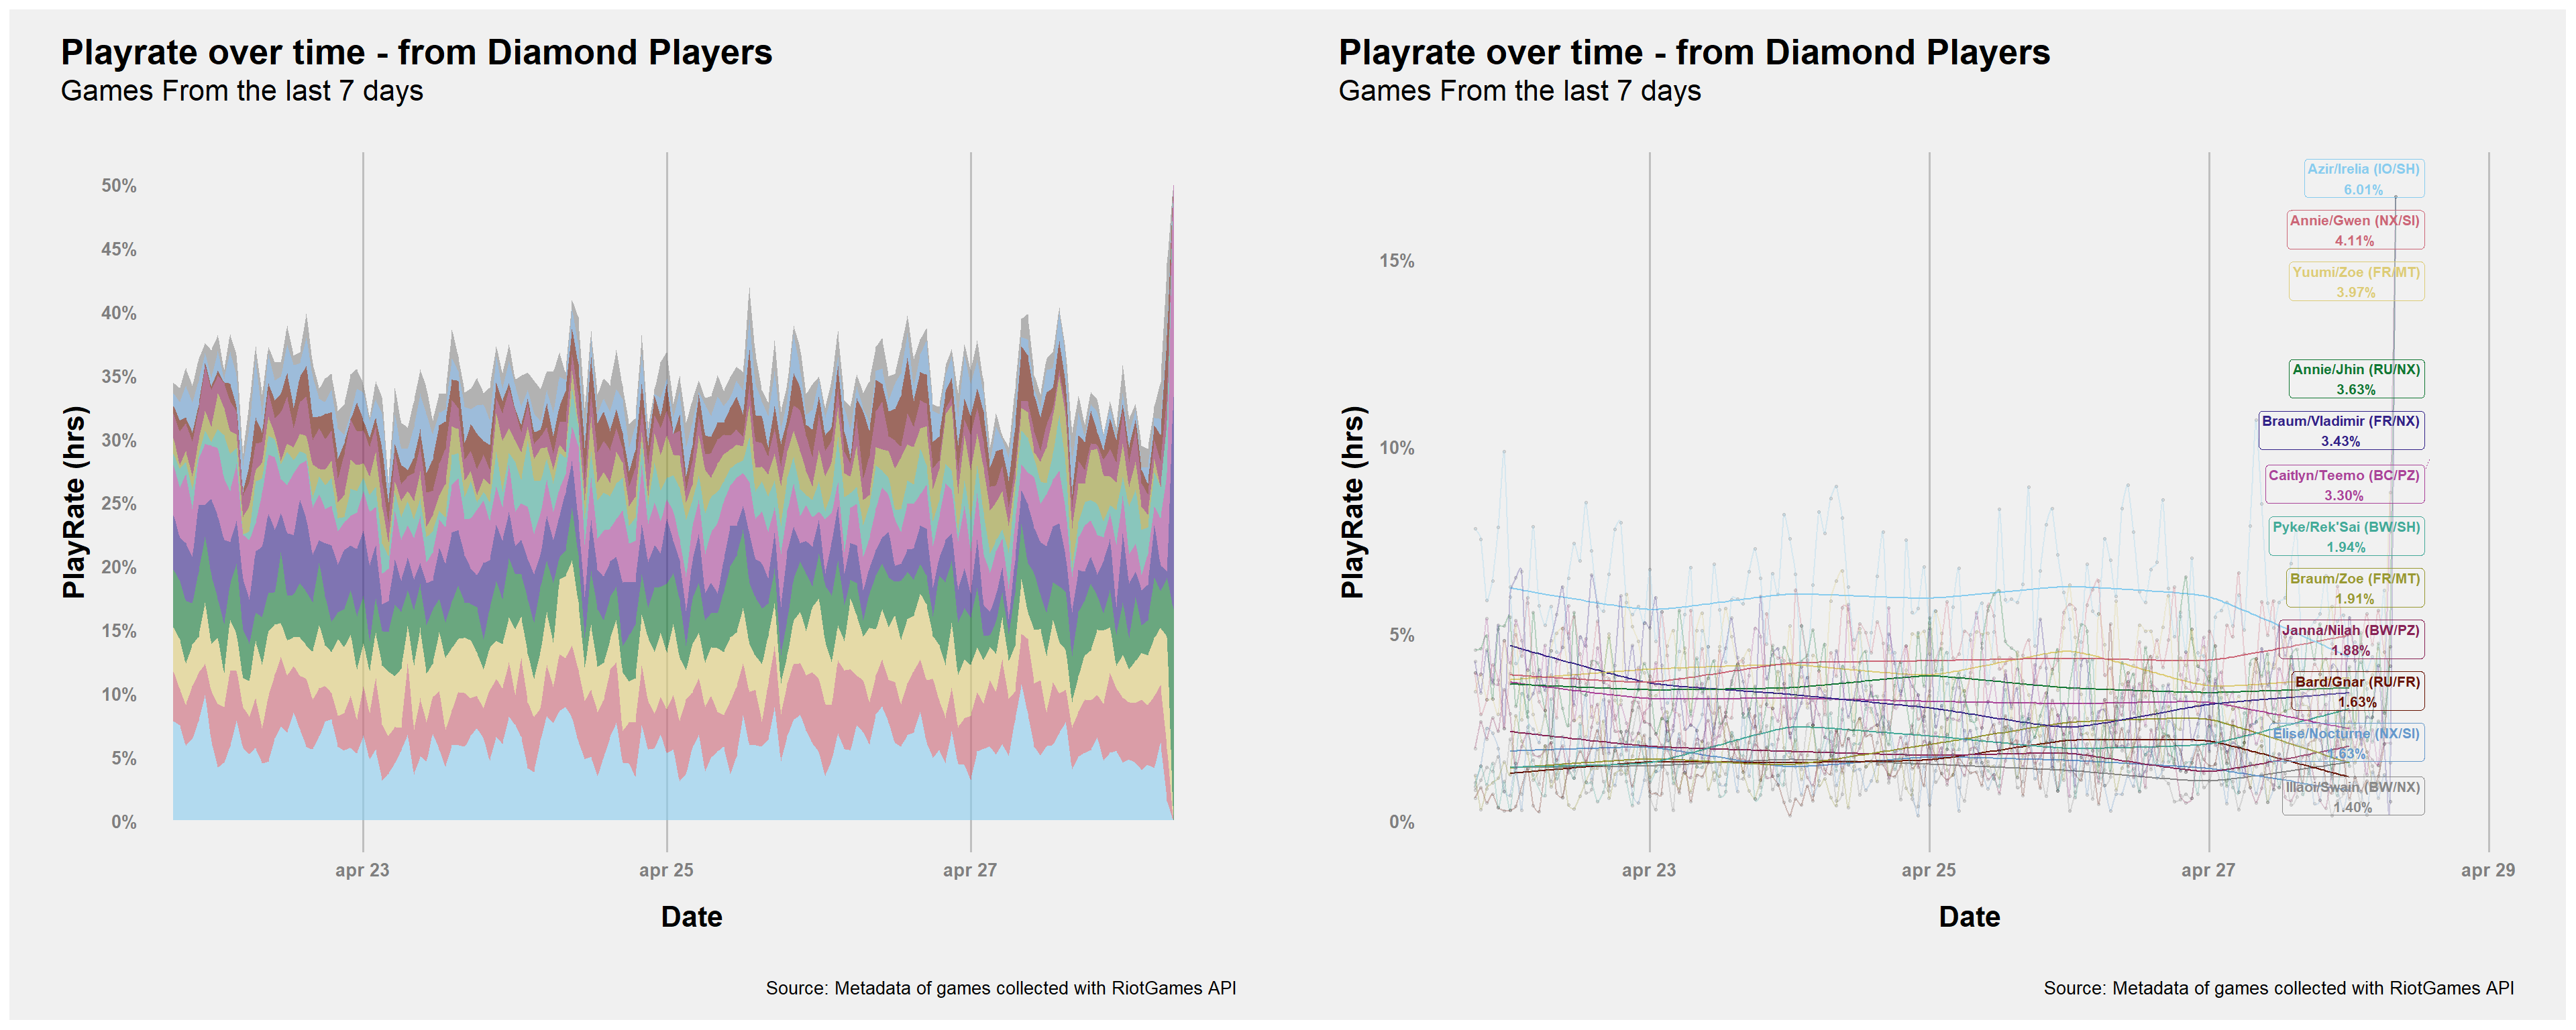 Playrate over time - from Diamond Players
Games From the last 7 days
50%
45%
40%
35%
30%
25%
20%
15%
10%
5%
0%
PlayRate (hrs)
apr 23
apr 25
apr 27
Date
Source: Metadata of games collected with RiotGames API
Playrate over time - from Diamond Players
Games From the last 7 days
15%
10%
5%
0%
PlayRate (hrs)
Azir/Irelia (IO/SH)
6.01%
Annie/Gwen (NX/SI)
4.11%
Yuumi/Zoe (FR/MT)
3.97%
Annie/Jhin (RU/NX)
3.63%
Braum/Vladimir (FR/NX)
3.43%
Caitlyn/Teemo (BC/PZ)
3.30%
Pyke/Rek'Sai (BW/SH)
1.94%
Braum/Zoe (FR/MT)
1.91%
Janna/Nilah (BW/PZ)
1.88%
Bard/Gnar (RU/FR)
1.63%
Elise/Nocturne (NX/SI)
1.63%
Illaoi/Swain (BW/NX)
1.40%
apr 23
apr 25
apr 27
apr 29
Date
Source: Metadata of games collected with RiotGames API